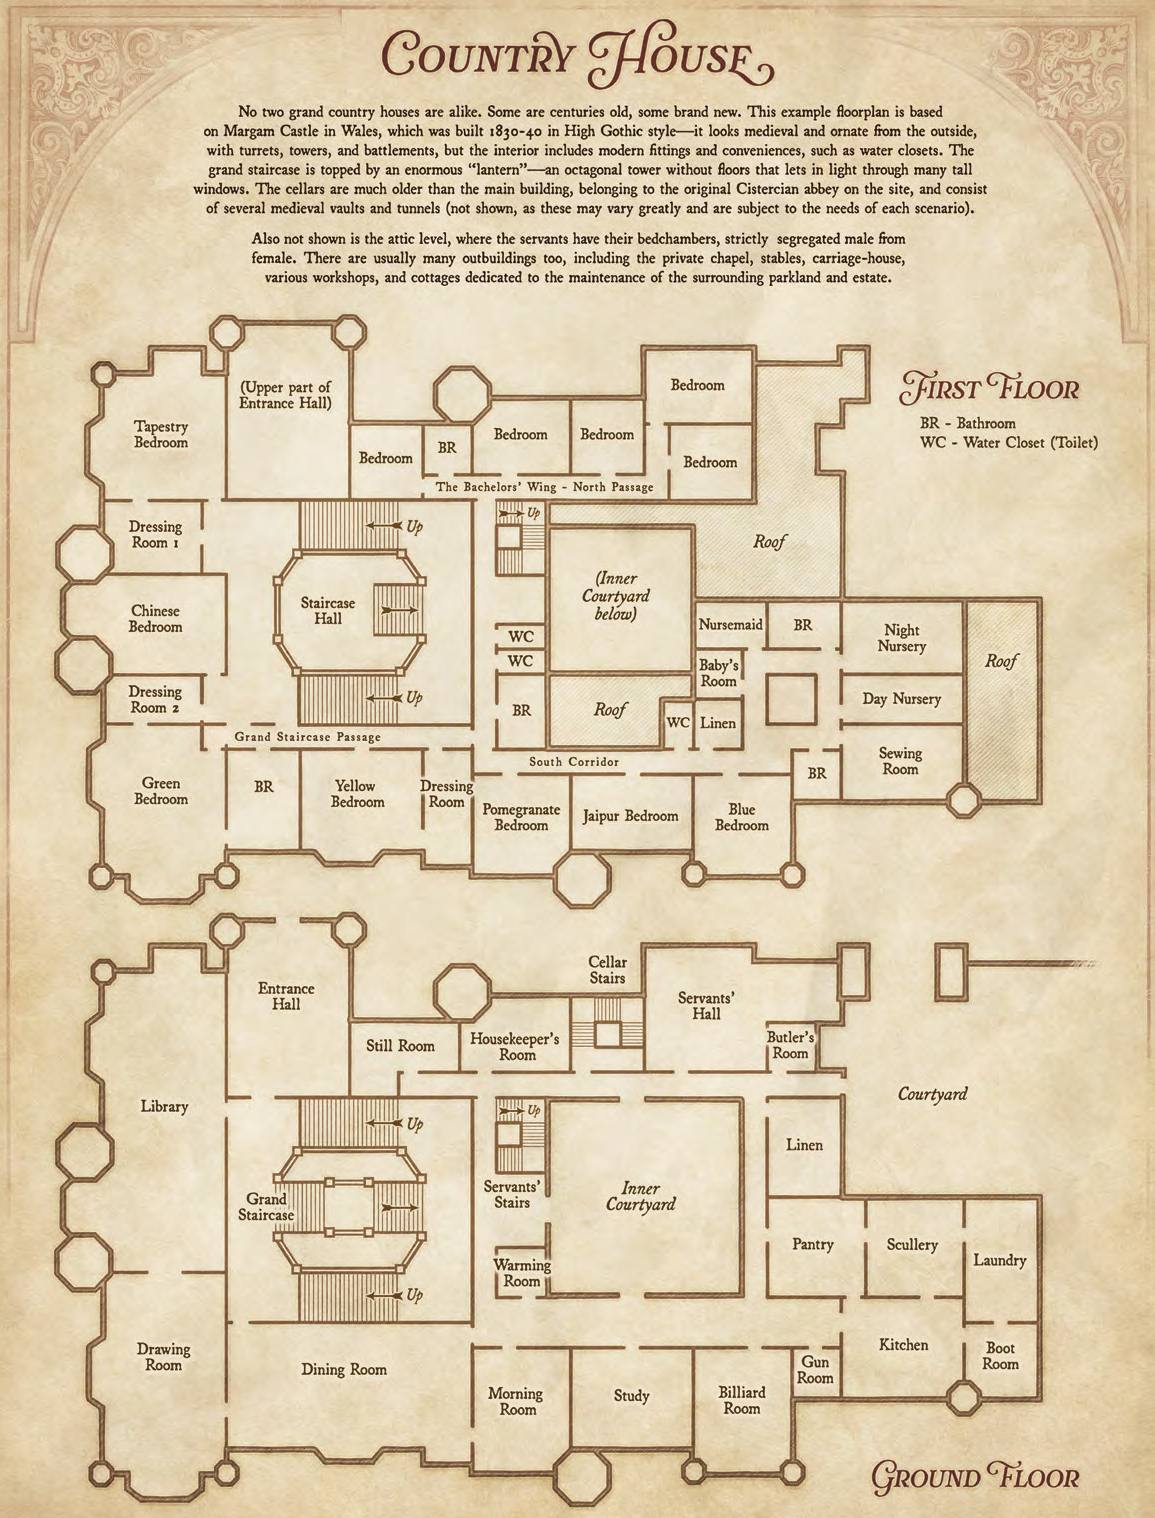 Country House
No two grand country houses are alike. Some are centuries old, some brand new. This example floorplan is based
on Margam Castle in Wales, which was built 1830-40 in High Gothic style—it looks medieval and ornate from the outside,
with turrets, towers, and battlements, but the interior includes modern fittings and conveniences, such as water closets. The
grand staircase is topped by an enormous “lantern”—an octagonal tower without floors that lets in light through many tall
windows. The cellars are much older than the main building, belonging to the original Cistercian abbey on the site, and consist
of several medieval vaults and tunnels (not shown, as these may vary greatly and are subject to the needs of each scenario).
Also not shown is the attic level, where the servants have their bedchambers, strictly segregated male from
female. There are usually many outbuildings too, including the private chapel, stables, carriage-house,
various workshops, and cottages dedicated to the maintenance of the surrounding parkland and estate.
First Floor
BR - Bathroom
WC - Water Closet (Toilet)
(Upper part of
Entrance Hall)
Tapestry
Bedroom
Bedroom
BR
Bedroom
Bedroom
Bedroom
Bedroom
The Bachelors' Wing - North Passage
Dressing
Room 1
Up
Up
Roof
Chinese
Bedroom
Staircase
Hall
(Inner
Courtyard
below)
WC
WC
Nursemaid
BR
Night
Nursery
Roof
Baby's
Room
Dressing
Room 2
Up
BR
Roof
WC
Linen
Day Nursery
Grand Staircase Passage
South Corridor
Sewing
Room
Green
Bedroom
BR
Yellow
Bedroom
Dressing
Room
Pomegranate
Bedroom
Jaipur Bedroom
Blue
Bedroom
BR
Entrance
Hall
Cellar
Stairs
Servants'
Hall
Still Room
Housekeeper's
Room
Butler's
Room
Library
Up
Up
Courtyard
Linen
Grand
Staircase
Servants'
Stairs
Inner
Courtyard
Pantry
Scullery
Laundry
Warming
Room
Up
Drawing
Room
Dining Room
Morning
Room
Study
Billiard
Room
Gun
Room
Kitchen
Boot
Room
Ground Floor